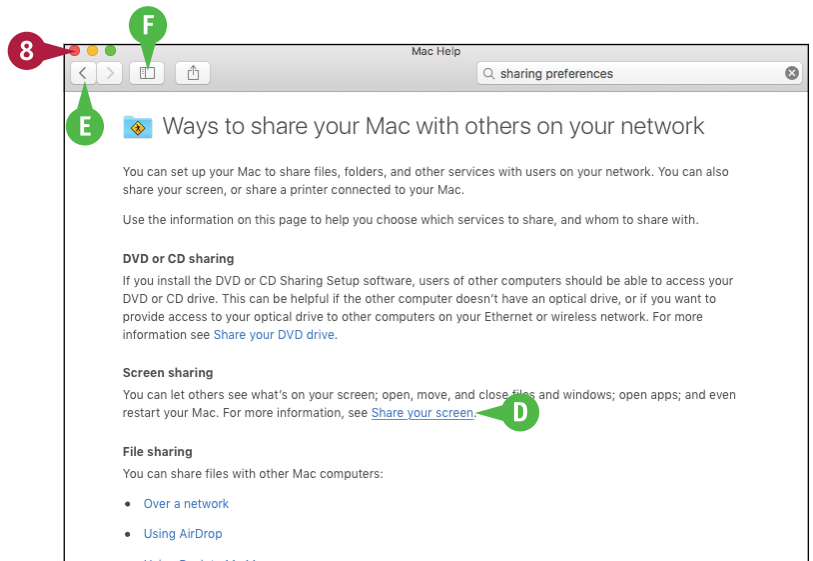 F
8
Mac Help
sharing preferences
E
Ways to share your Mac with others on your network
You can set up your Mac to share files, folders, and other services with users on your network. You can also
share your screen, or share a printer connected to your Mac.
Use the information on this page to help you choose which services to share, and whom to share with.
DVD or CD sharing
If you install the DVD or CD Sharing Setup software, users of other computers should be able to access your
DVD or CD drive. This can be helpful if the other computer doesn't have an optical drive, or if you want to
provide access to your optical drive to other computers on your Ethernet or wireless network. For more
information see Share your DVD drive.
Screen sharing
You can let others see what's on your screen; open, move, and close files and windows; open apps; and even
restart your Mac. For more information, see Share your screen.
D
File sharing
You can share files with other Mac computers:
• Over a network
• Using AirDrop